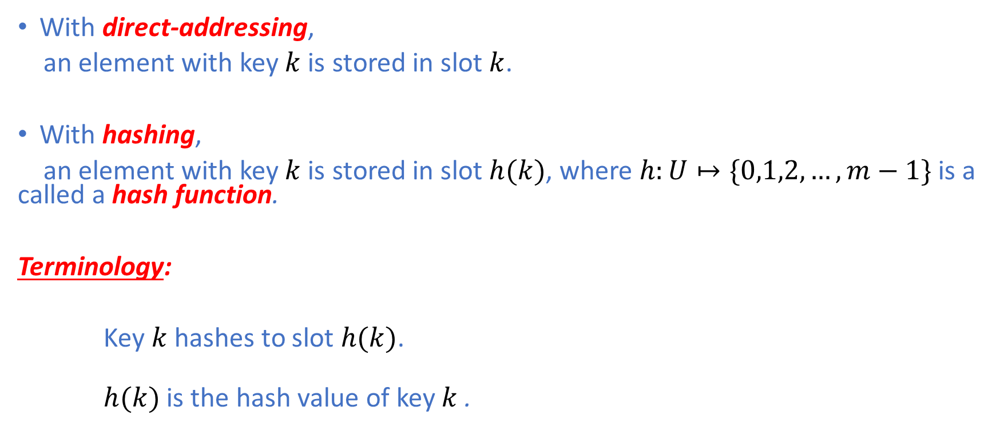 • With direct-addressing,
an element with key k is stored in slot k.
• With hashing,
an element with key k is stored in slot h(k), where h: U ↦ {0,1,2, … , m − 1} is a
called a hash function.
Terminology:
Key k hashes to slot h(k).
h(k) is the hash value of key k .